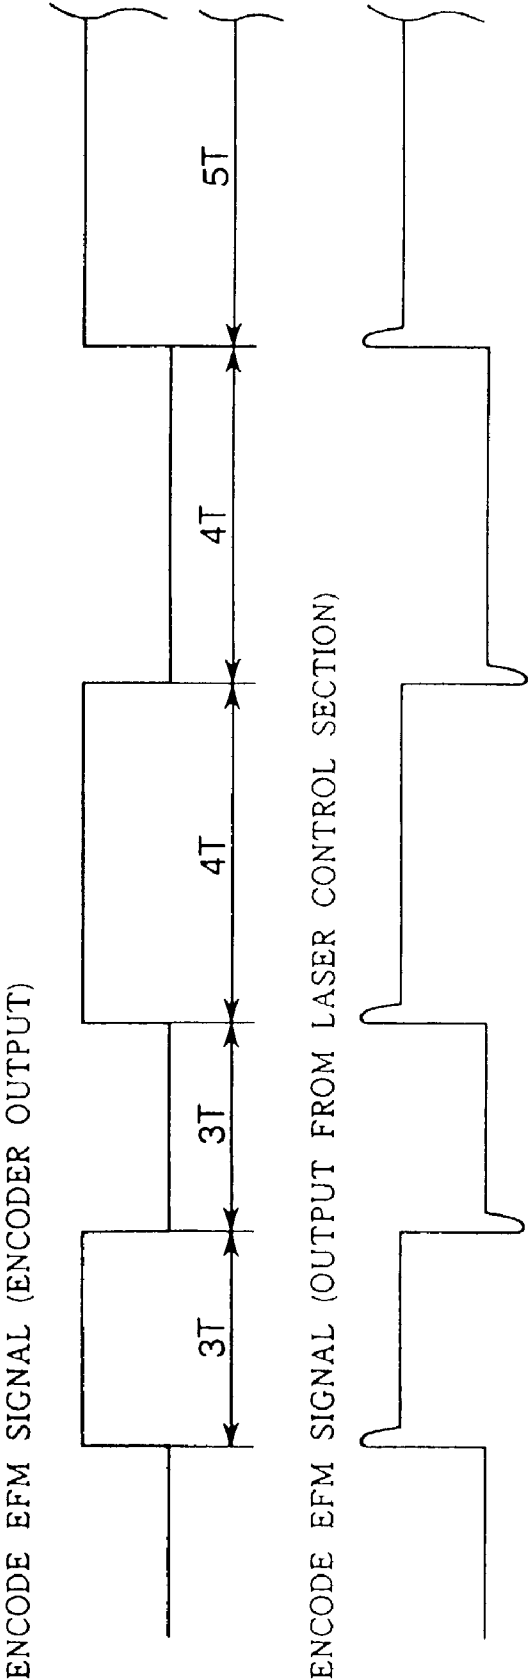 ENCODE EFM SIGNAL (ENCODER OUTPUT)
3T
3T
4T
4T
5T
ENCODE EFM SIGNAL (OUTPUT FROM LASER CONTROL SECTION)